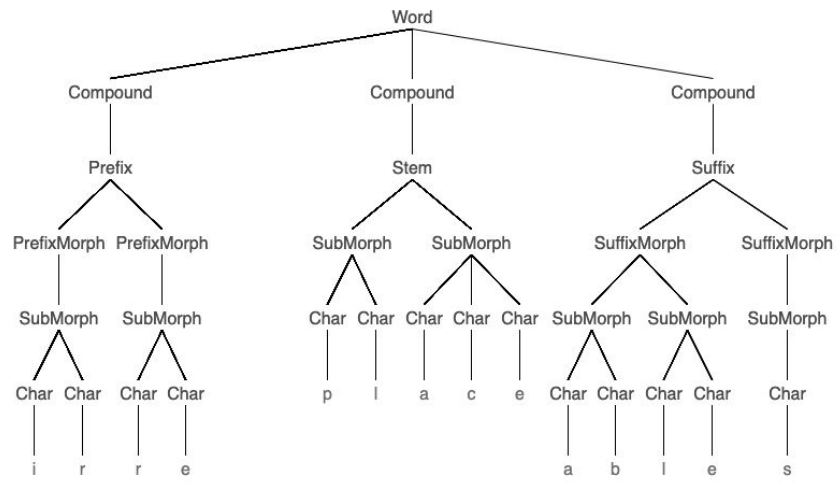 Word
Compound Compound Compound
Prefix Stem Suffix
PrefixMorph PrefixMorph SubMorph SubMorph SuffixMorph SuffixMorph
SubMorph SubMorph Char Char Char Char Char SubMorph SubMorph SubMorph
Char Char Char Char p l a c e Char Char Char Char Char
i r r e a b l e s